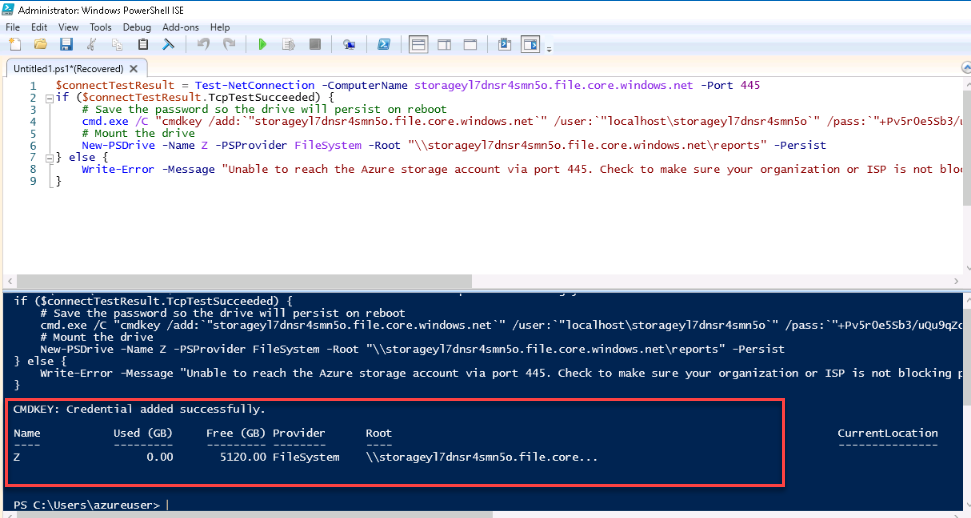 Administrator: Windows PowerShell ISE
File Edit View Tools Debug Add-ons Help
Untitled1.ps1*(Recovered) X
1 $connectTestResult = Test-NetConnection -ComputerName storageyl7dnsr4smn5o.file.core.windows.net -Port 445
2 if ($connectTestResult.TcpTestSucceeded) {
3 # Save the password so the drive will persist on reboot
4 cmd.exe /C "cmdkey /add:`"storageyl7dnsr4smn5o.file.core.windows.net`" /user:`"localhost\storageyl7dnsr4smn5o`" /pass:`"+Pv5r0e5Sb3/u
5 # Mount the drive
6 New-PSDrive -Name Z -PSProvider FileSystem -Root "\\storageyl7dnsr4smn5o.file.core.windows.net\reports" -Persist
7 } else {
8 Write-Error -Message "Unable to reach the Azure storage account via port 445. Check to make sure your organization or ISP is not bloc
9 }
if ($connectTestResult.TcpTestSucceeded) {
# Save the password so the drive will persist on reboot
cmd.exe /C "cmdkey /add:`"storageyl7dnsr4smn5o.file.core.windows.net`" /user:`"localhost\storageyl7dnsr4smn5o`" /pass:`"+Pv5r0e5Sb3/uQu9qZc
# Mount the drive
New-PSDrive -Name Z -PSProvider FileSystem -Root "\\storageyl7dnsr4smn5o.file.core.windows.net\reports" -Persist
} else {
Write-Error -Message "Unable to reach the Azure storage account via port 445. Check to make sure your organization or ISP is not blocking p
}
CMDKEY: Credential added successfully.
Name Used (GB) Free (GB) Provider Root CurrentLocation
---- --------- --------- -------- ---- ---------------
Z 0.00 5120.00 FileSystem \\storageyl7dnsr4smn5o.file.core...
PS C:\Users\azureuser>